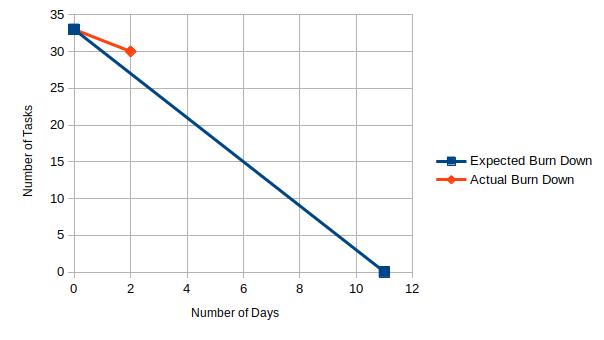 35
30
25
20
15
10
5
0
0 2 4 6 8 10 12
Number of Tasks
Number of Days
Expected Burn Down
Actual Burn Down